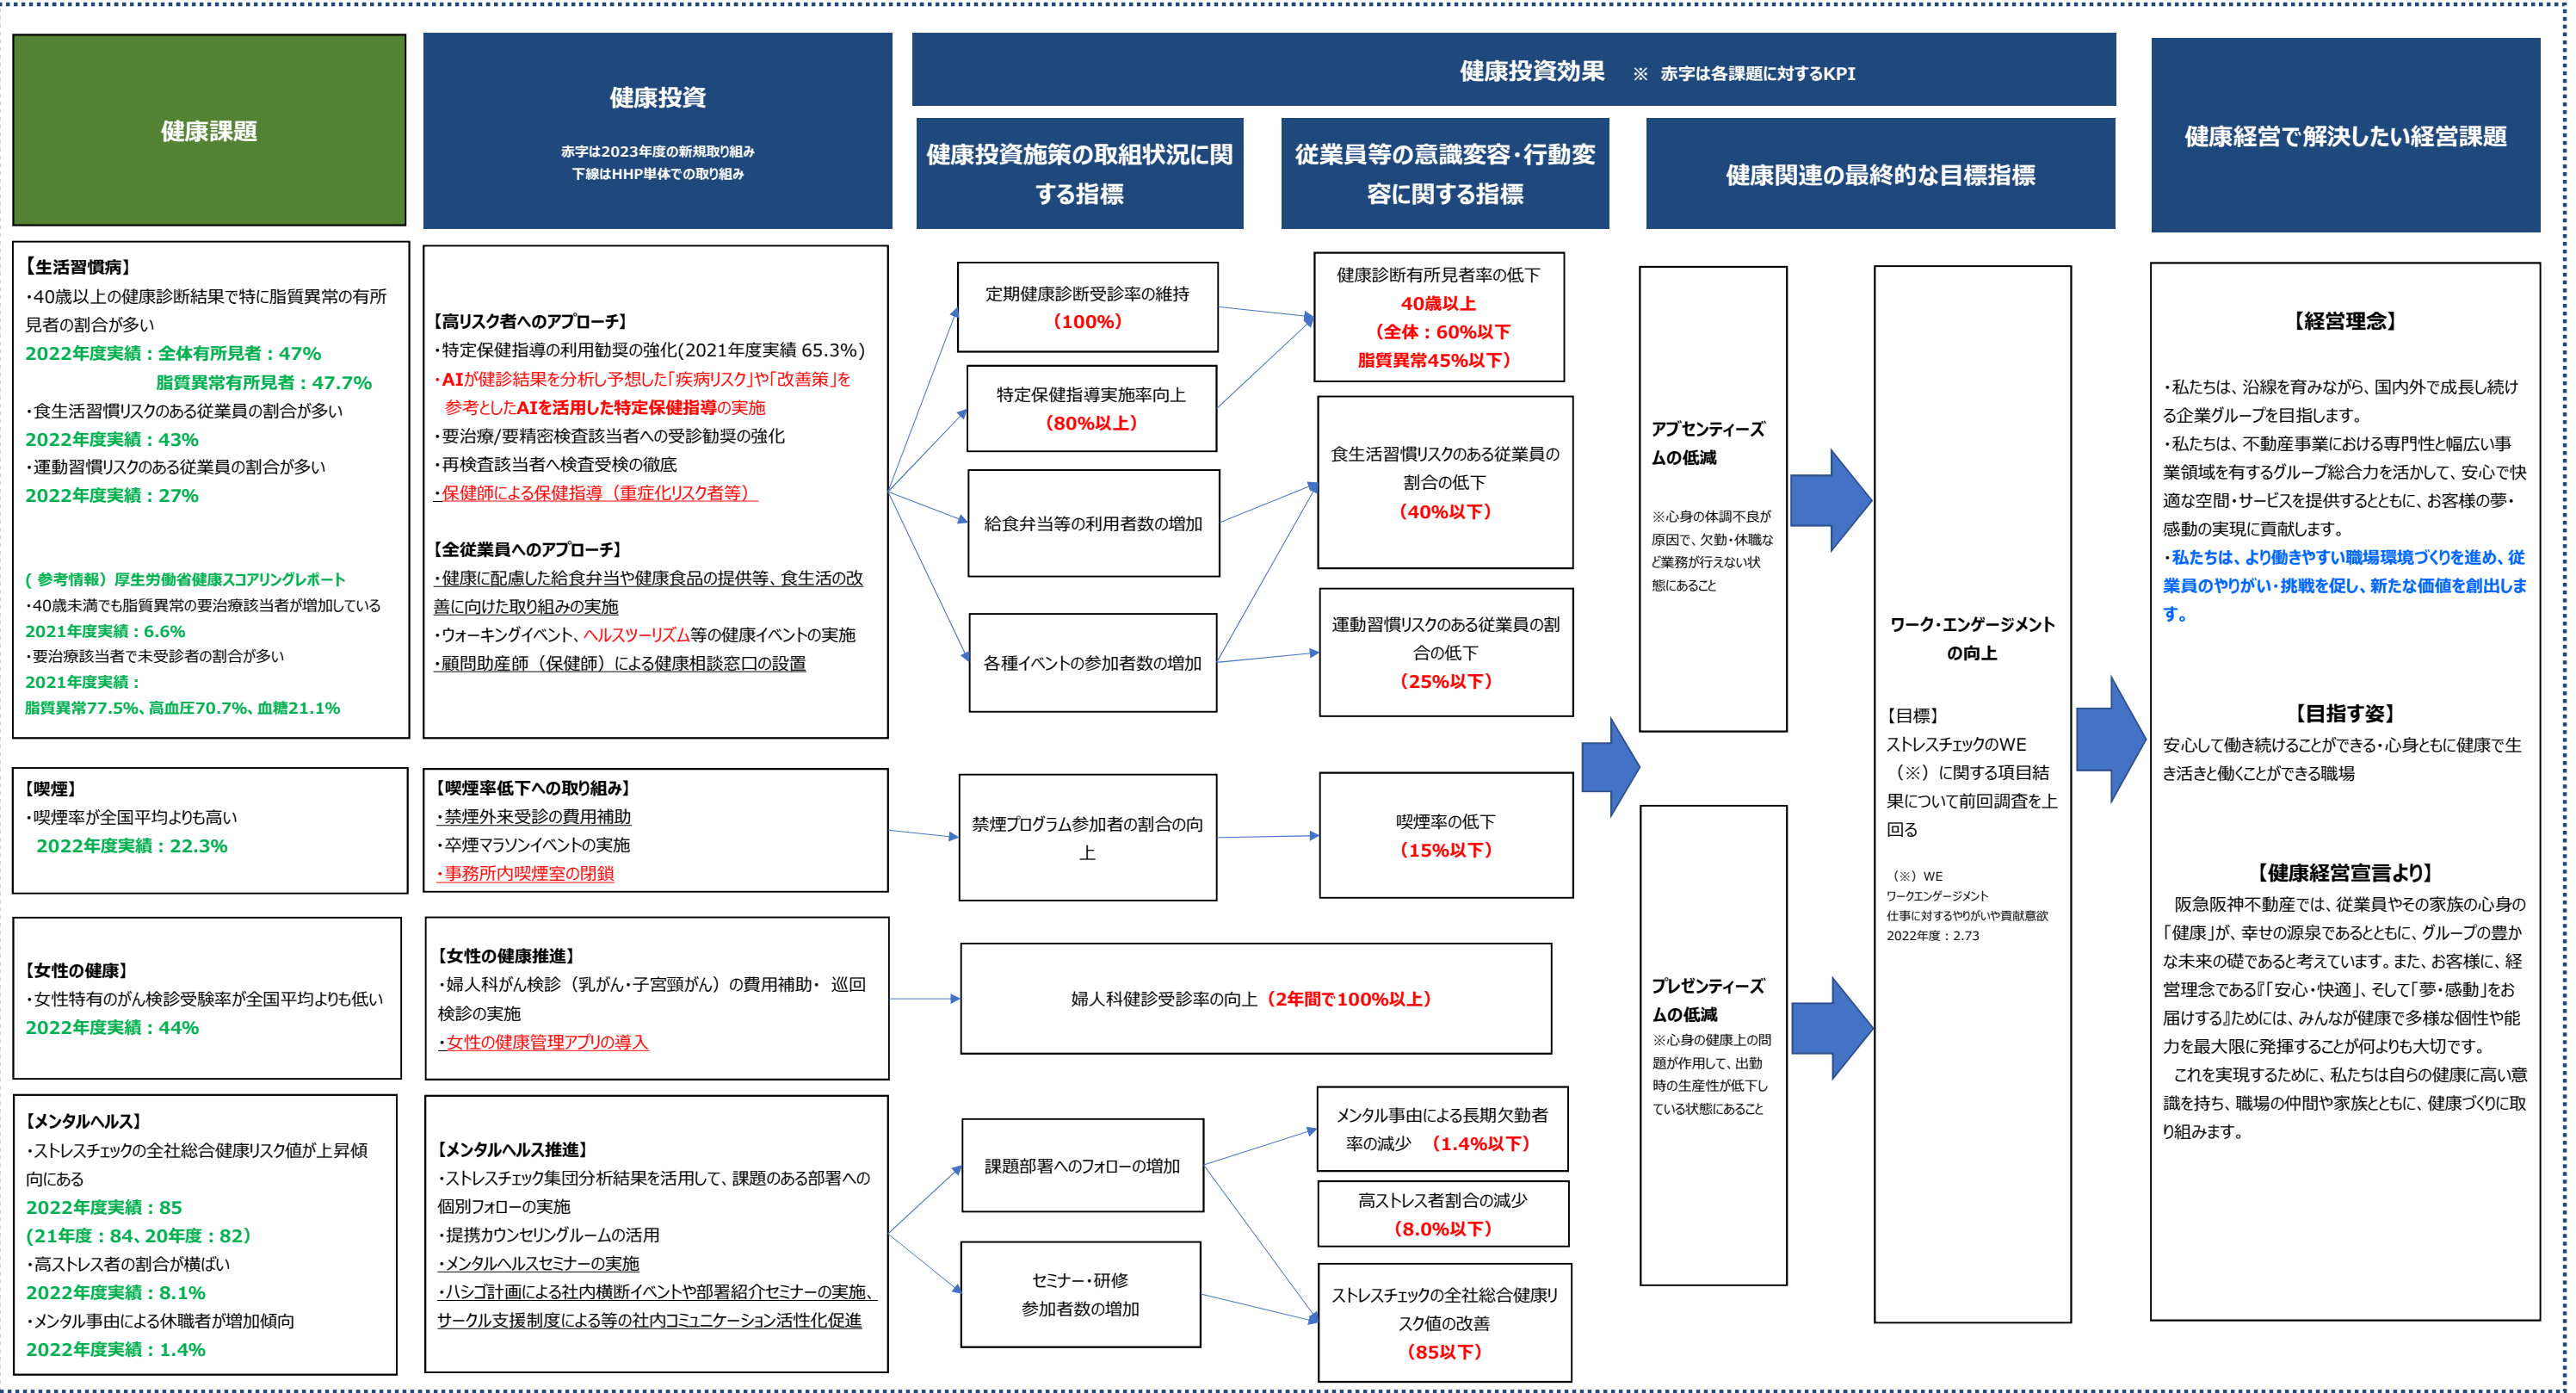 健康課題
健康投資
赤字は2023年度の新規取り組み
下線はHHP単体での取り組み
健康投資効果　※ 赤字は各課題に対するKPI
健康投資施策の取組状況に関
する指標
従業員等の意識変容・行動変
容に関する指標
健康関連の最終的な目標指標
健康経営で解決したい経営課題
【生活習慣病】
・40歳以上の健康診断結果で特に脂質異常の有所
見者の割合が多い
2022年度実績：全体有所見者：47%
脂質異常有所見者：47.7%
・食生活習慣リスクのある従業員の割合が多い
2022年度実績：43%
・運動習慣リスクのある従業員の割合が多い
2022年度実績：27%
( 参考情報）厚生労働省健康スコアリングレポート
・40歳未満でも脂質異常の要治療該当者が増加している
2021年度実績：6.6%
・要治療該当者で未受診者の割合が多い
2021年度実績：
脂質異常77.5%、高血圧70.7%、血糖21.1%
【高リスク者へのアプローチ】
・特定保健指導の利用勧奨の強化(2021年度実績 65.3%)
・AIが健診結果を分析し予想した「疾病リスク」や「改善策」を
参考としたAIを活用した特定保健指導の実施
・要治療/要精密検査該当者への受診勧奨の強化
・再検査該当者へ検査受検の徹底
・保健師による保健指導（重症化リスク者等）
【全従業員へのアプローチ】
・健康に配慮した給食弁当や健康食品の提供等、食生活の改
善に向けた取り組みの実施
・ウォーキングイベント、ヘルスツーリズム等の健康イベントの実施
・顧問助産師（保健師）による健康相談窓口の設置
定期健康診断受診率の維持
（100%）
特定保健指導実施率向上
（80%以上）
給食弁当等の利用者数の増加
各種イベントの参加者数の増加
健康診断有所見者率の低下
40歳以上
（全体：60%以下
脂質異常45%以下）
食生活習慣リスクのある従業員の
割合の低下
（40%以下）
運動習慣リスクのある従業員の割
合の低下
（25%以下）
【喫煙】
・喫煙率が全国平均よりも高い
2022年度実績：22.3%
【喫煙率低下への取り組み】
・禁煙外来受診の費用補助
・卒煙マラソンイベントの実施
・事務所内喫煙室の閉鎖
禁煙プログラム参加者の割合の向
上
喫煙率の低下
（15%以下）
【女性の健康】
・女性特有のがん検診受験率が全国平均よりも低い
2022年度実績：44%
【女性の健康推進】
・婦人科がん検診（乳がん・子宮頸がん）の費用補助・ 巡回
検診の実施
・女性の健康管理アプリの導入
婦人科健診受診率の向上（2年間で100%以上）
【メンタルヘルス】
・ストレスチェックの全社総合健康リスク値が上昇傾
向にある
2022年度実績：85
(21年度：84、20年度：82）
・高ストレス者の割合が横ばい
2022年度実績：8.1%
・メンタル事由による休職者が増加傾向
2022年度実績：1.4%
【メンタルヘルス推進】
・ストレスチェック集団分析結果を活用して、課題のある部署への
個別フォローの実施
・提携カウンセリングルームの活用
・メンタルヘルスセミナーの実施
・ハシゴ計画による社内横断イベントや部署紹介セミナーの実施、
サークル支援制度による等の社内コミュニケーション活性化促進
課題部署へのフォローの増加
セミナー・研修
参加者数の増加
メンタル事由による長期欠勤者
率の減少　（1.4%以下）
高ストレス者割合の減少
（8.0%以下）
ストレスチェックの全社総合健康リ
スク値の改善
（85以下）
アブセンティーズ
ムの低減
※心身の体調不良が
原因で、欠勤・休職な
ど業務が行えない状
態にあること
プレゼンティーズ
ムの低減
※心身の健康上の問
題が作用して、出勤
時の生産性が低下し
ている状態にあること
ワーク・エンゲージメント
の向上
【目標】
ストレスチェックのWE
（※）に関する項目結
果について前回調査を上
回る
（※）WE
ワークエンゲージメント
仕事に対するやりがいや貢献意欲
2022年度：2.73
【経営理念】
・私たちは、沿線を育みながら、国内外で成長し続け
る企業グループを目指します。
・私たちは、不動産事業における専門性と幅広い事
業領域を有するグループ総合力を活かして、安心で快
適な空間・サービスを提供するとともに、お客様の夢・
感動の実現に貢献します。
・私たちは、より働きやすい職場環境づくりを進め、従
業員のやりがい・挑戦を促し、新たな価値を創出しま
す。
【目指す姿】
安心して働き続けることができる・心身ともに健康で生
き活きと働くことができる職場
【健康経営宣言より】
阪急阪神不動産では、従業員やその家族の心身の
「健康」が、幸せの源泉であるとともに、グループの豊か
な未来の礎であると考えています。また、お客様に、経
営理念である『「安心・快適」、そして「夢・感動」をお
届けする』ためには、みんなが健康で多様な個性や能
力を最大限に発揮することが何よりも大切です。
これを実現するために、私たちは自らの健康に高い意
識を持ち、職場の仲間や家族とともに、健康づくりに取
り組みます。